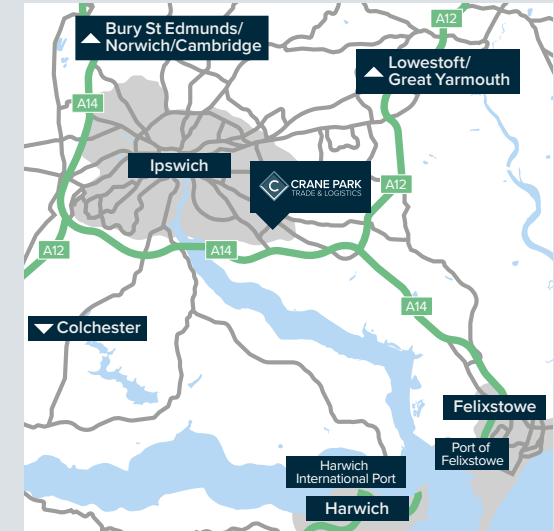 A12
Bury St Edmunds/
Norwich/Cambridge
Lowestoft/
Great Yarmouth
A14
Ipswich
C CRANE PARK
TRADE & LOGISTICS
A12
A12
A14
A14
Colchester
Felixstowe
Port of
Felixstowe
Harwich
International Port
Harwich